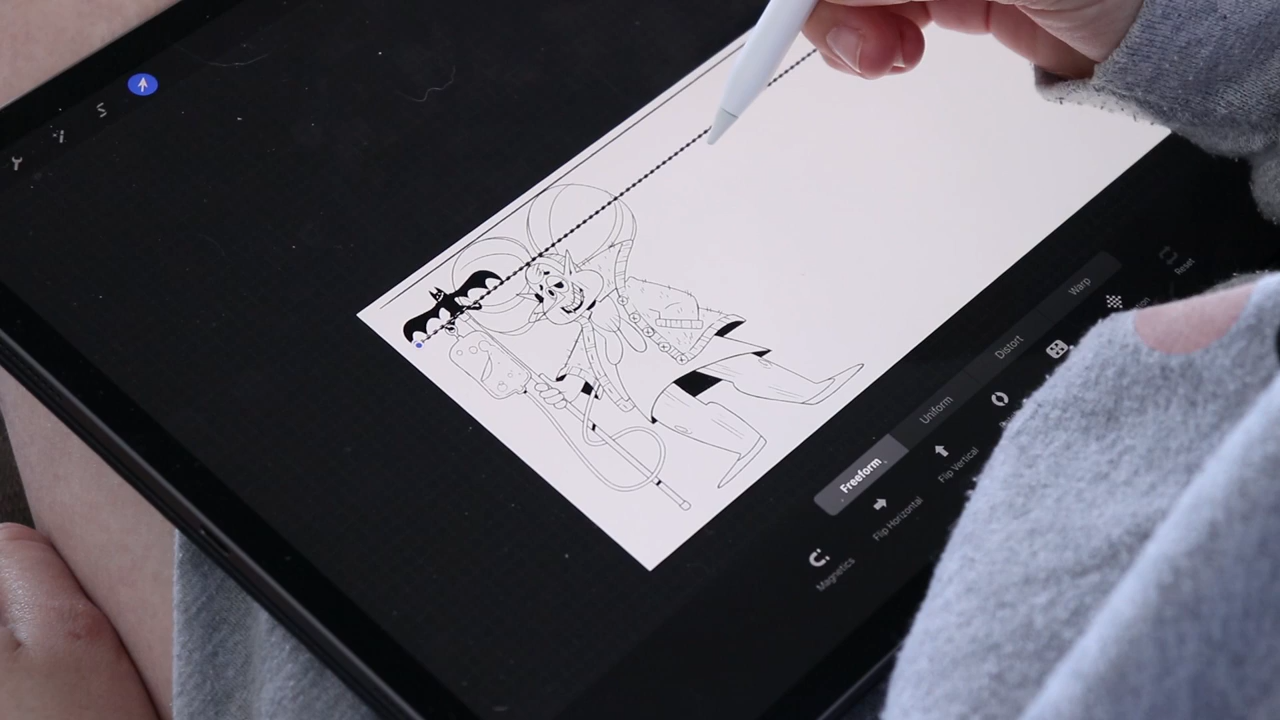 Freeform
Uniform
Distort
Warp
Magnetics
Flip Horizontal
Flip Vertical
Reset